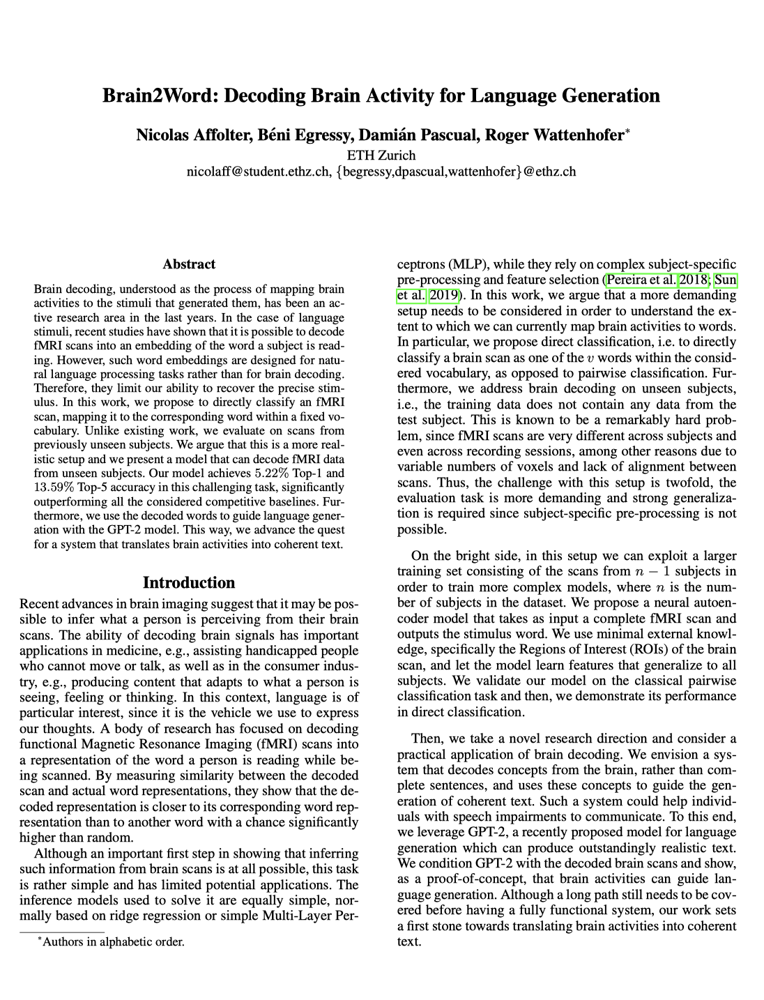 Brain2Word: Decoding Brain Activity for Language Generation
Nicolas Affolter, Béni Egressy, Damián Pascual, Roger Wattenhofer*
ETH Zurich
nicolaff@student.ethz.ch, {begressy,dpascual,wattenhofer}@ethz.ch
Abstract
Brain decoding, understood as the process of mapping brain
activities to the stimuli that generated them, has been an ac-
tive research area in the last years. In the case of language
stimuli, recent studies have shown that it is possible to decode
fMRI scans into an embedding of the word a subject is read-
ing. However, such word embeddings are designed for natu-
ral language processing tasks rather than for brain decoding.
Therefore, they limit our ability to recover the precise stim-
ulus. In this work, we propose to directly classify an fMRI
scan, mapping it to the corresponding word within a fixed vo-
cabulary. Unlike existing work, we evaluate on scans from
previously unseen subjects. We argue that this is a more real-
istic setup and we present a model that can decode fMRI data
from unseen subjects. Our model achieves 5.22% Top-1 and
13.59% Top-5 accuracy in this challenging task, significantly
outperforming all the considered competitive baselines. Fur-
thermore, we use the decoded words to guide language gener-
ation with the GPT-2 model. This way, we advance the quest
for a system that translates brain activities into coherent text.
Introduction
Recent advances in brain imaging suggest that it may be pos-
sible to infer what a person is perceiving from their brain
scans. The ability of decoding brain signals has important
applications in medicine, e.g., assisting handicapped people
who cannot move or talk, as well as in the consumer indus-
try, e.g., producing content that adapts to what a person is
seeing, feeling or thinking. In this context, language is of
particular interest, since it is the vehicle we use to express
our thoughts. A body of research has focused on decoding
functional Magnetic Resonance Imaging (fMRI) scans into
a representation of the word a person is reading while be-
ing scanned. By measuring similarity between the decoded
scan and actual word representations, they show that the de-
coded representation is closer to its corresponding word rep-
resentation than to another word with a chance significantly
higher than random.
Although an important first step in showing that inferring
such information from brain scans is at all possible, this task
is rather simple and has limited potential applications. The
inference models used to solve it are equally simple, nor-
mally based on ridge regression or simple Multi-Layer Per-
*Authors in alphabetic order.
ceptrons (MLP), while they rely on complex subject-specific
pre-processing and feature selection (Pereira et al. 2018; Sun
et al. 2019). In this work, we argue that a more demanding
setup needs to be considered in order to understand the ex-
tent to which we can currently map brain activities to words.
In particular, we propose direct classification, i.e. to directly
classify a brain scan as one of the v words within the consid-
ered vocabulary, as opposed to pairwise classification. Fur-
thermore, we address brain decoding on unseen subjects,
i.e., the training data does not contain any data from the
test subject. This is known to be a remarkably hard prob-
lem, since fMRI scans are very different across subjects and
even across recording sessions, among other reasons due to
variable numbers of voxels and lack of alignment between
scans. Thus, the challenge with this setup is twofold, the
evaluation task is more demanding and strong generaliza-
tion is required since subject-specific pre-processing is not
possible.
On the bright side, in this setup we can exploit a larger
training set consisting of the scans from n − 1 subjects in
order to train more complex models, where n is the num-
ber of subjects in the dataset. We propose a neural autoen-
coder model that takes as input a complete fMRI scan and
outputs the stimulus word. We use minimal external knowl-
edge, specifically the Regions of Interest (ROIs) of the brain
scan, and let the model learn features that generalize to all
subjects. We validate our model on the classical pairwise
classification task and then, we demonstrate its performance
in direct classification.
Then, we take a novel research direction and consider a
practical application of brain decoding. We envision a sys-
tem that decodes concepts from the brain, rather than com-
plete sentences, and uses these concepts to guide the gen-
eration of coherent text. Such a system could help individ-
uals with speech impairments to communicate. To this end,
we leverage GPT-2, a recently proposed model for language
generation which can produce outstandingly realistic text.
We condition GPT-2 with the decoded brain scans and show,
as a proof-of-concept, that brain activities can guide lan-
guage generation. Although a long path still needs to be cov-
ered before having a fully functional system, our work sets
a first stone towards translating brain activities into coherent
text.